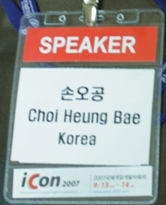 SPEAKER
손오공
Choi Heung Bae
Korea
iCon 2007